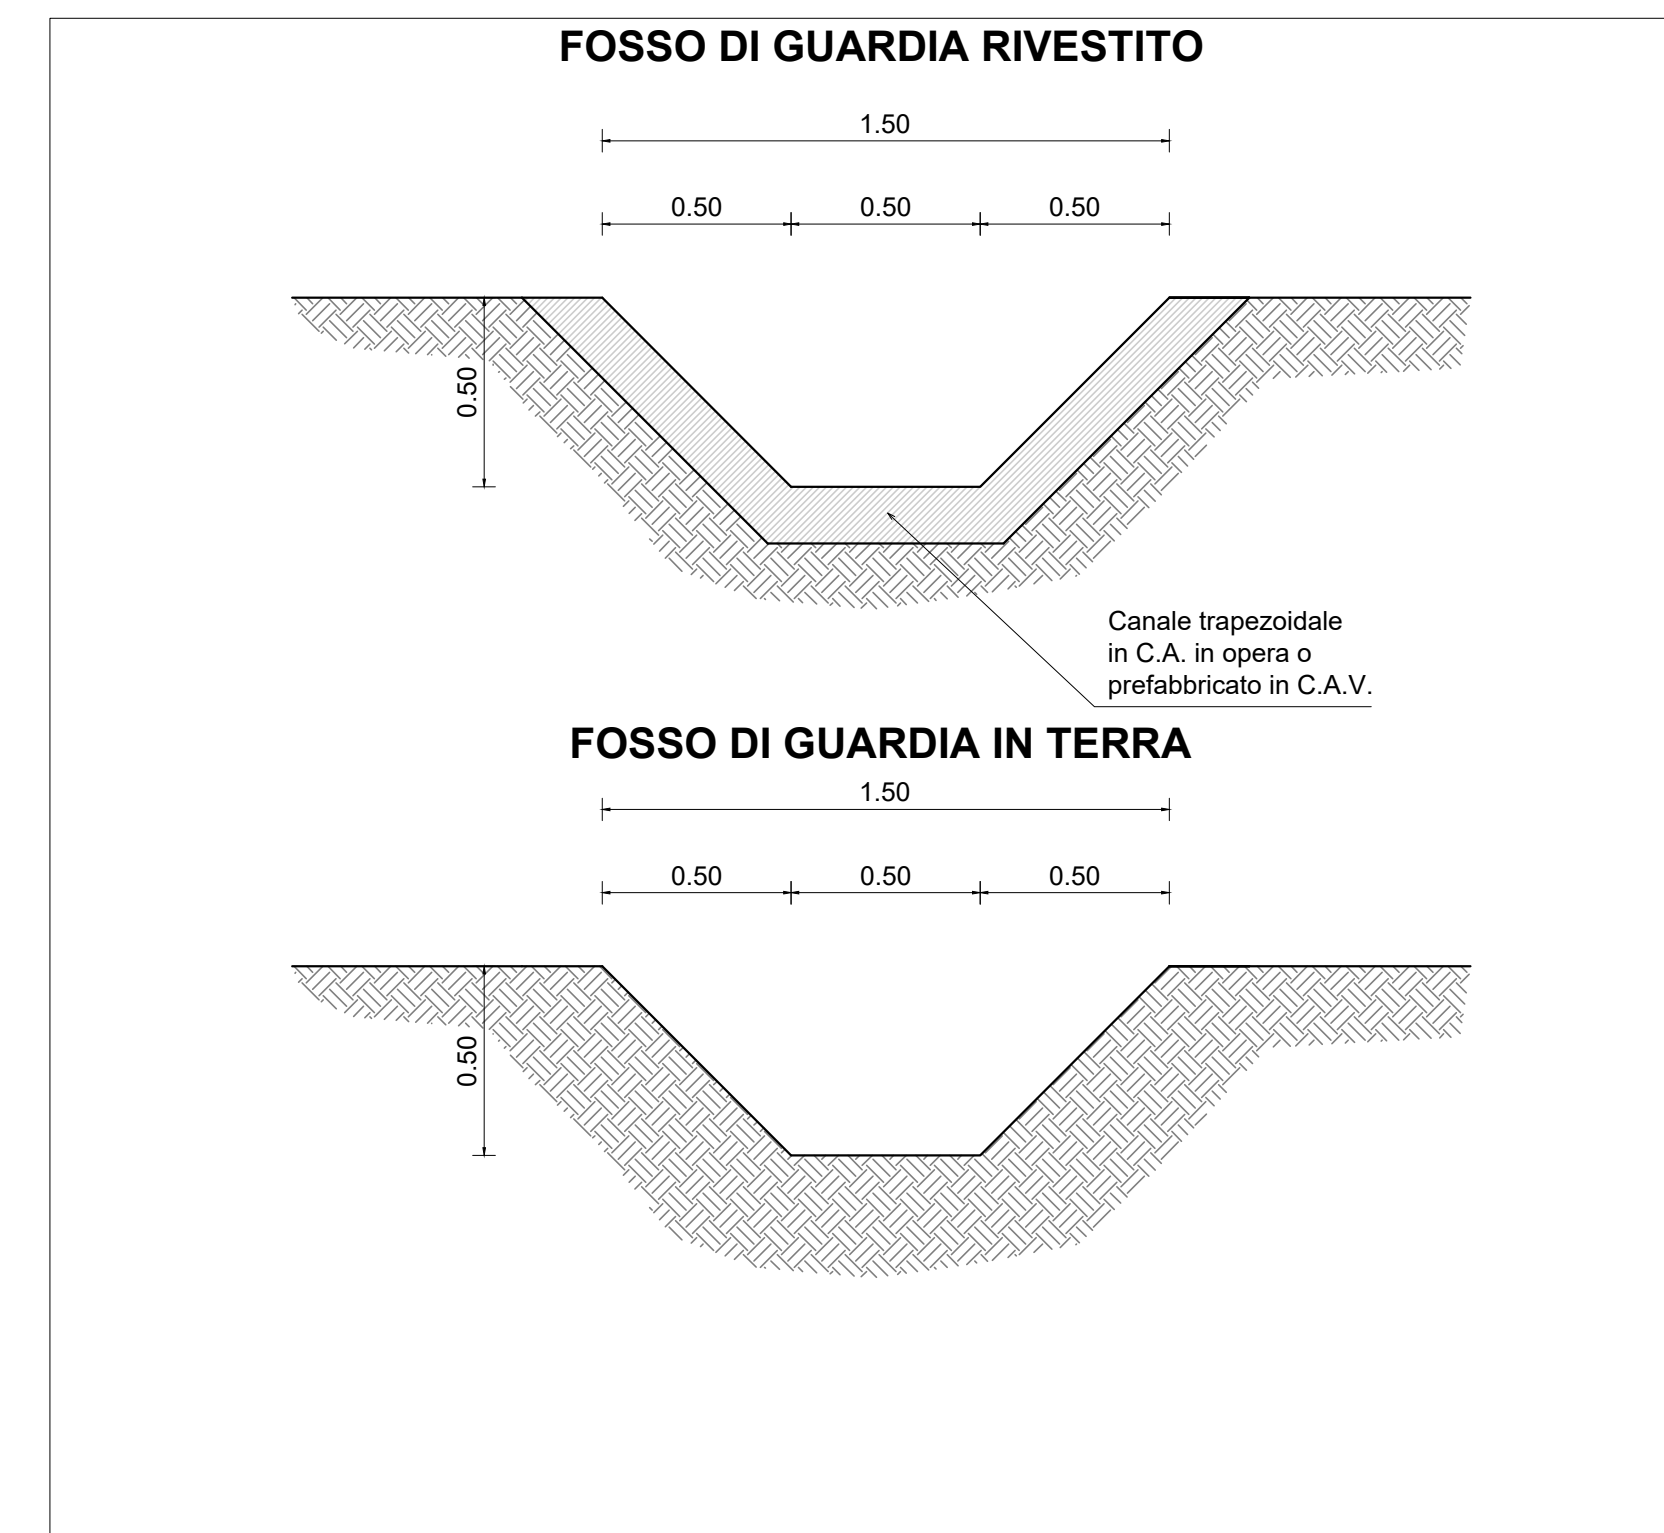 FOSSO DI GUARDIA RIVESTITO
1.50
0.50 0.50 0.50
0.50
Canale trapezoidale
in C.A. in opera o
prefabbricato in C.A.V.
FOSSO DI GUARDIA IN TERRA
1.50
0.50 0.50 0.50
0.50